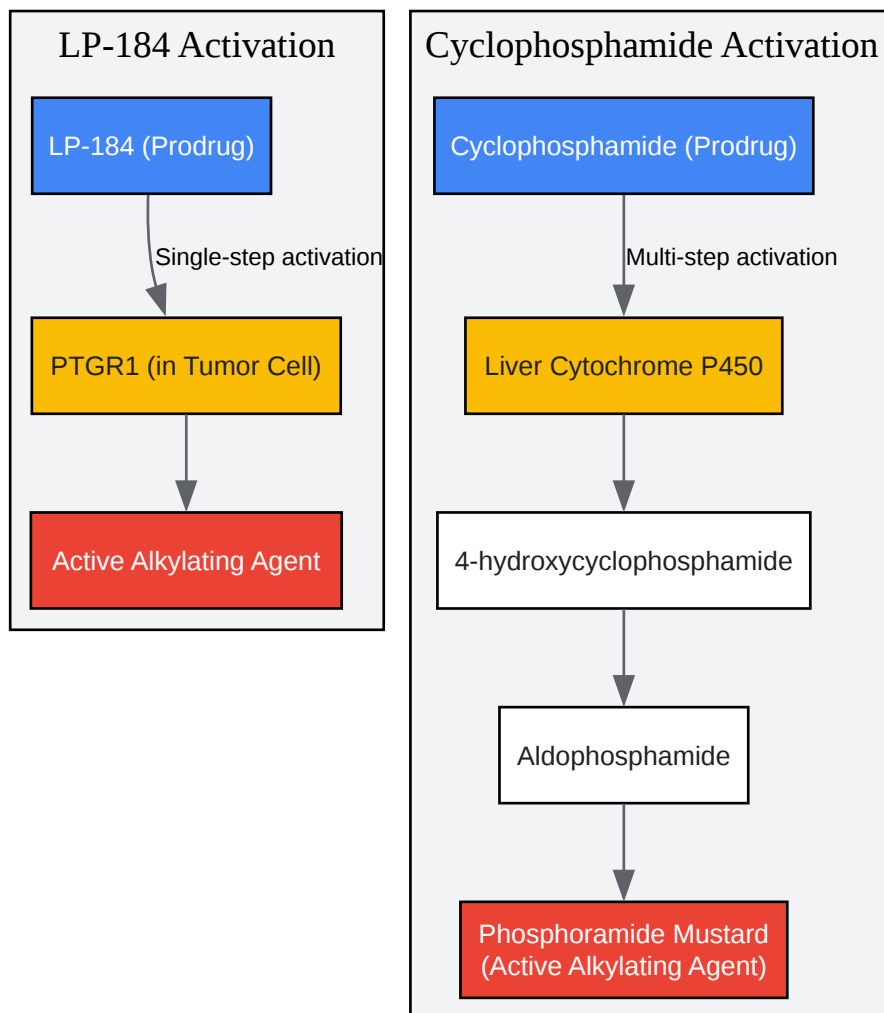 LP-184 Activation
LP-184 (Prodrug)
Single-step activation
PTGR1 (in Tumor Cell)
Active Alkylating Agent
Cyclophosphamide Activation
Cyclophosphamide (Prodrug)
Multi-step activation
Liver Cytochrome P450
4-hydroxycyclophosphamide
Aldophosphamide
Phosphoramide Mustard
(Active Alkylating Agent)